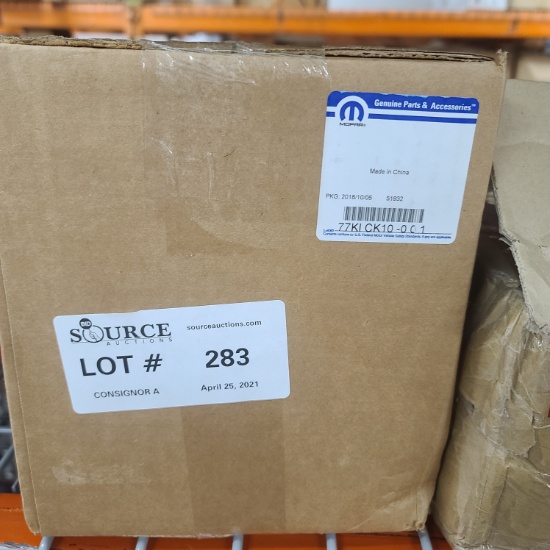 Genuine Parts & Accessories
MOPAR
Made in China
PKG. 2016/10/05
77KICK10-001
BID
SOURCE
AUCTIONS
sourceauctions.com
LOT # 283
CONSIGNOR A
April 25, 2021